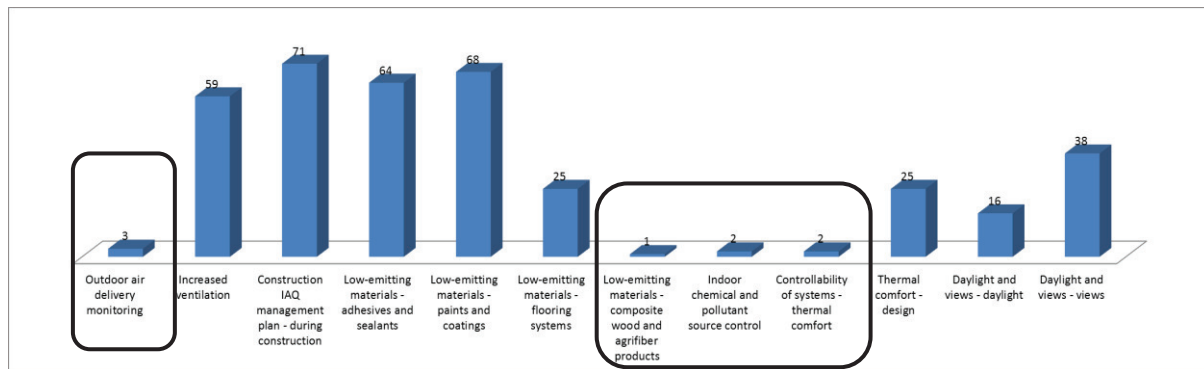 3
59
71
64
68
25
1
2
2
25
16
38
Outdoor air
delivery
monitoring
Increased
ventilation
Construction
IAQ
management
plan - during
construction
Low-emitting
materials -
adhesives and
sealants
Low-emitting
materials -
paints and
coatings
Low-emitting
materials -
flooring
systems
Low-emitting
materials -
composite
wood and
agrifiber
products
Indoor
chemical and
pollutant
source control
Controllability
of systems -
thermal
comfort
Thermal
comfort -
design
Daylight and
views - daylight
Daylight and
views - views